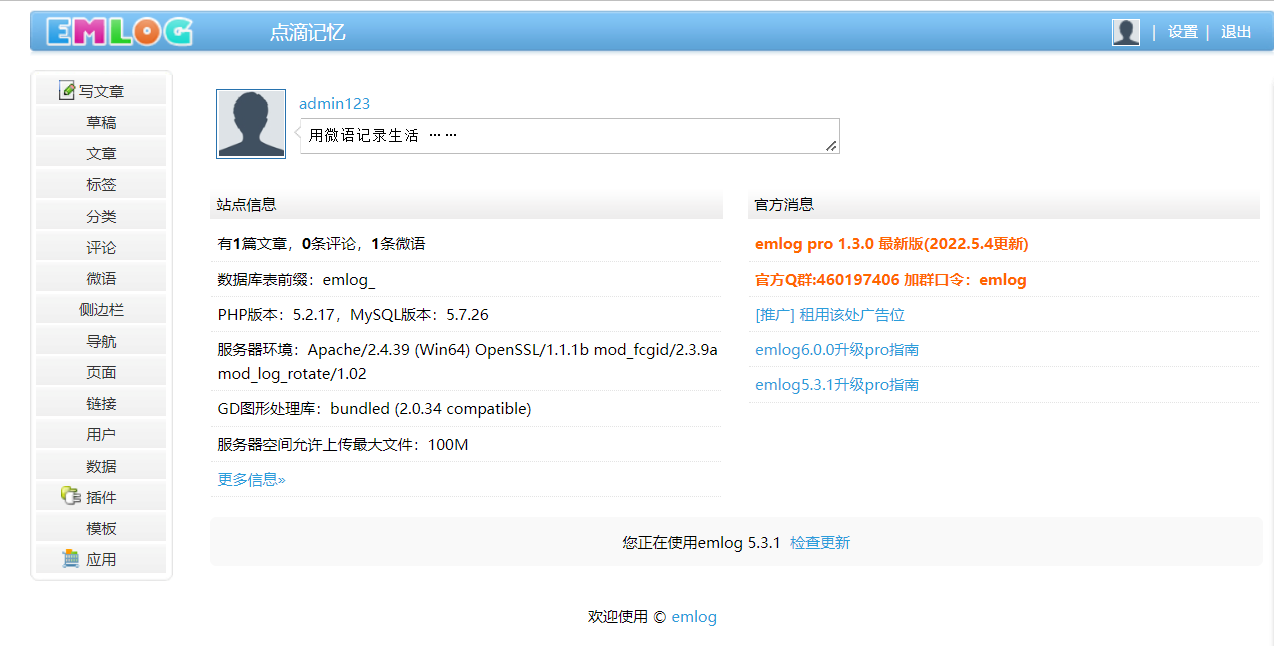 EMLOG
点滴记忆
| 设置 | 退出
写文章
草稿
文章
标签
分类
评论
微语
侧边栏
导航
页面
链接
用户
数据
插件
模板
应用
admin123
用微语记录生活 ……
站点信息
有1篇文章，0条评论，1条微语
数据库表前缀：emlog_
PHP版本：5.2.17，MySQL版本：5.7.26
服务器环境：Apache/2.4.39 (Win64) OpenSSL/1.1.1b mod_fcgid/2.3.9a
mod_log_rotate/1.02
GD图形处理库：bundled (2.0.34 compatible)
服务器空间允许上传最大文件：100M
更多信息»
官方消息
emlog pro 1.3.0 最新版(2022.5.4更新)
官方Q群:460197406 加群口令：emlog
[推广] 租用该处广告位
emlog6.0.0升级pro指南
emlog5.3.1升级pro指南
您正在使用emlog 5.3.1 检查更新
欢迎使用 © emlog